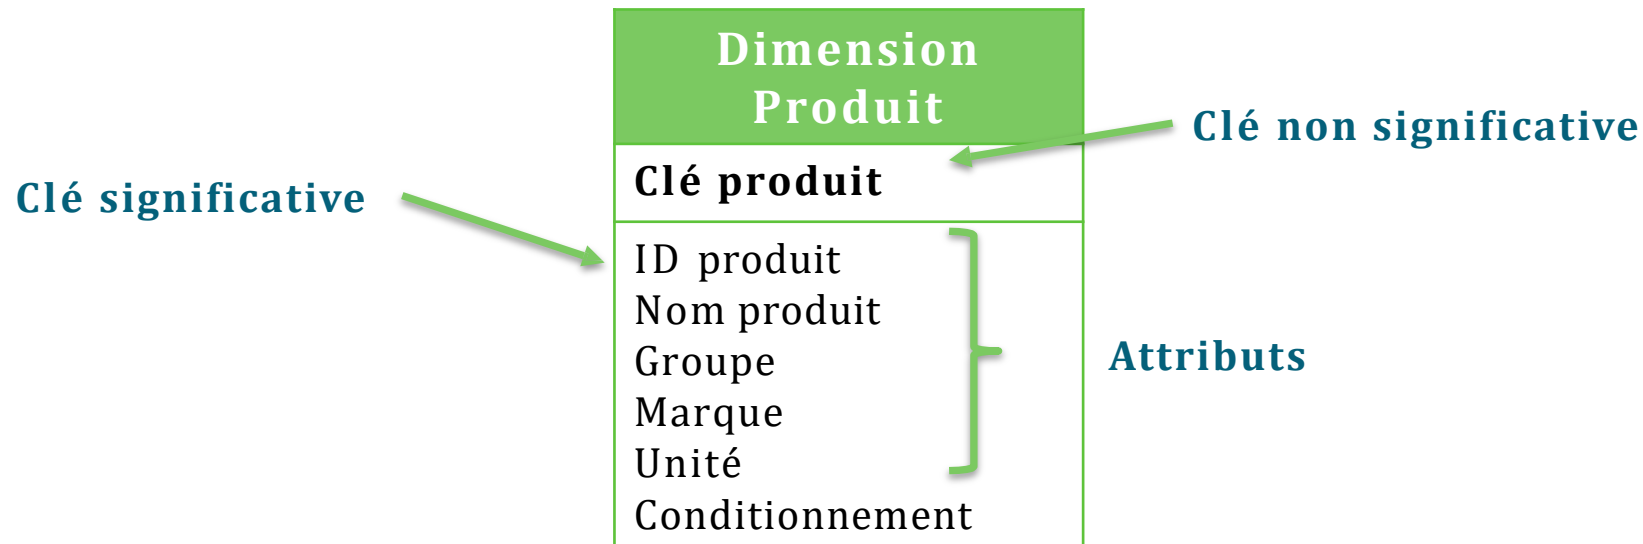 Dimension
Produit
Clé non significative
Clé produit
Clé significative
ID produit
Nom produit
Groupe
Attributs
Marque
Unité
Conditionnement